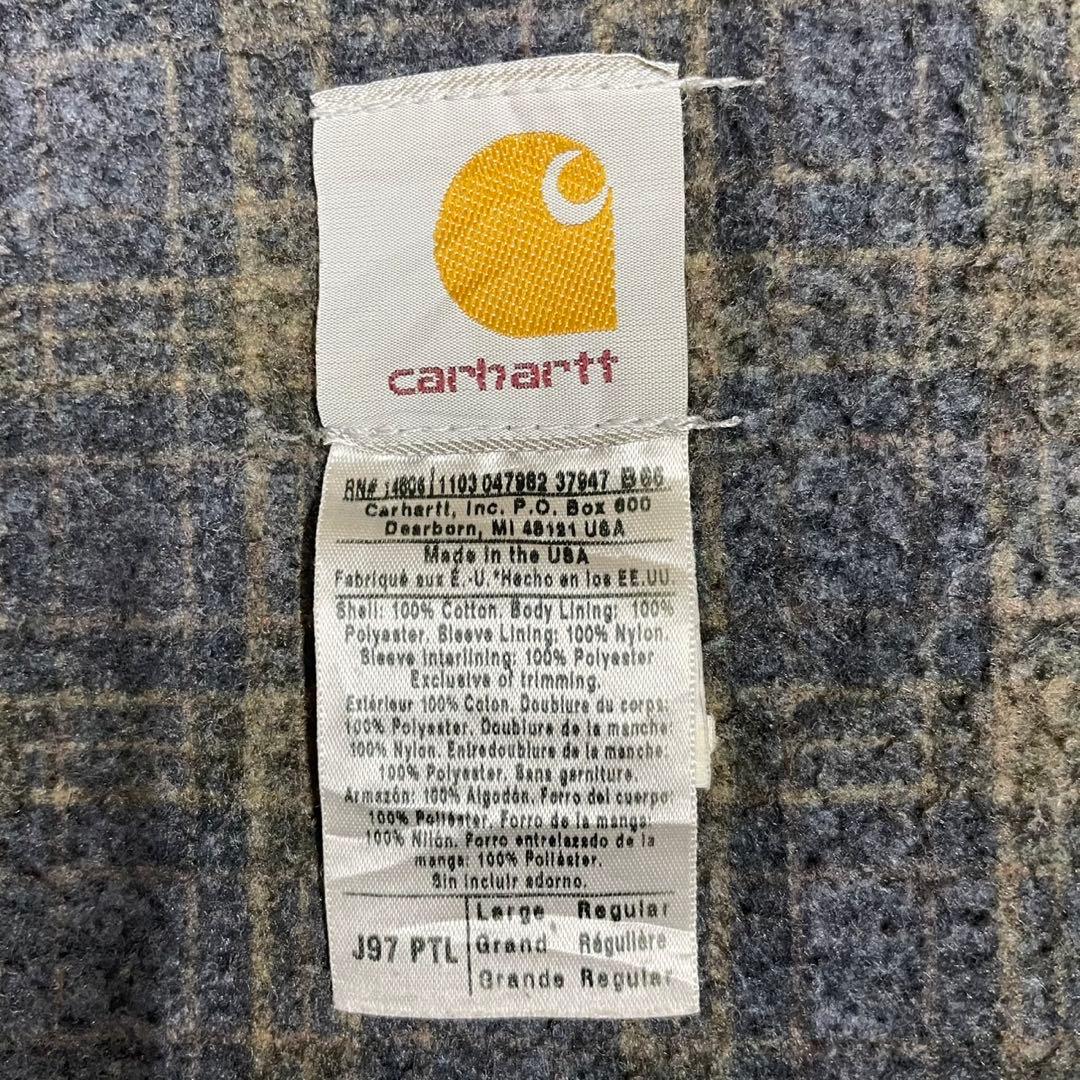 carhartt
RN# 14806 1103 047982 37947 B66
Carhartt, Inc. P.O. Box 600
Dearborn, MI 48121 USA
Made in the USA
Fabriqué aux É.-U.*Hecho en los EE.UU.
Shell: 100% Cotton. Body Lining: 100%
Polyester. Sleeve Lining: 100% Nylon.
Sleeve Interlining: 100% Polyester
Exclusive of trimming.
Extérieur 100% Coton. Doublure du corps:
100% Polyester. Doublure de la manche:
100% Nylon. Entredoublure de la manche:
100% Polyester. Sans garniture.
Armazón: 100% Algodón. Forro del cuerpo:
100% Poliéster. Forro de la manga:
100% Nilon. Forro entrelazado de la
manga: 100% Poliéster.
Sin incluir adorno.
Large Regular
J97 PTL Grand Régulière
Grande Regular